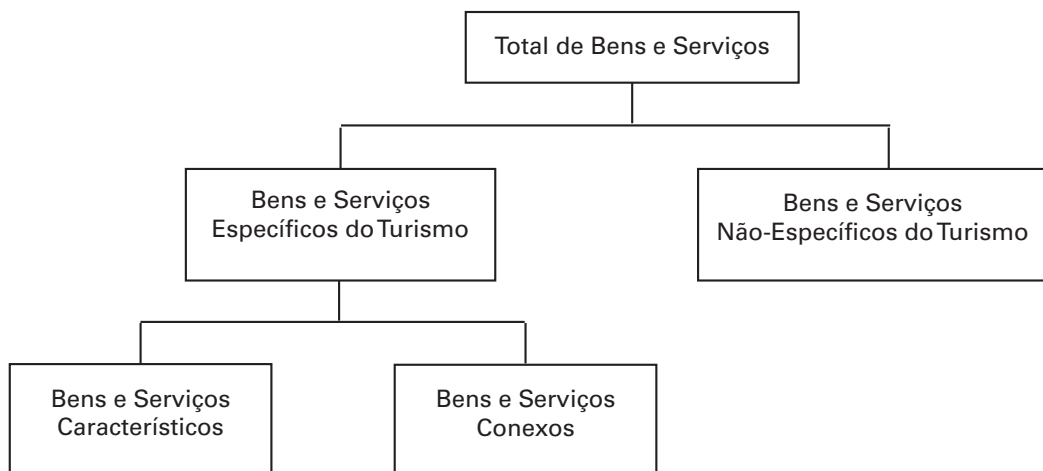 Total de Bens e Serviços
Bens e Serviços
Específicos do Turismo
Bens e Serviços
Não-Específicos do Turismo
Bens e Serviços
Característicos
Bens e Serviços
Conexos